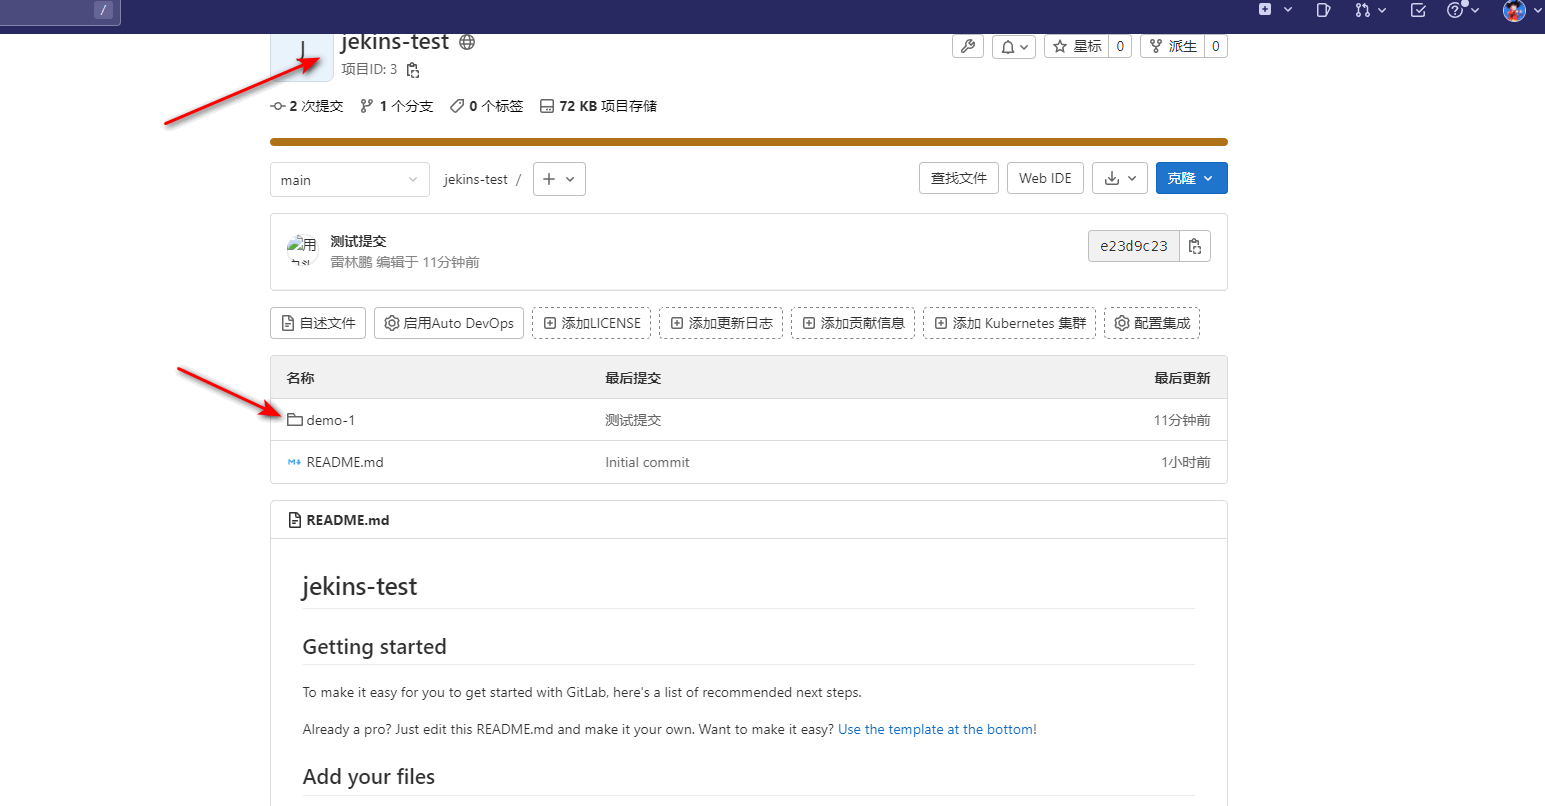 /
jekins-test
J
项目ID: 3
星标 0 派生 0
2 次提交 1 个分支 0 个标签 72 KB 项目存储
main jekins-test / 查找文件 Web IDE 克隆
测试提交
雷林鹏 编辑于 11分钟前
e23d9c23
自述文件 启用Auto DevOps 添加LICENSE 添加更新日志 添加贡献信息 添加 Kubernetes 集群 配置集成
名称 最后提交 最后更新
demo-1 测试提交 11分钟前
README.md Initial commit 1小时前
README.md
jekins-test
Getting started
To make it easy for you to get started with GitLab, here's a list of recommended next steps.
Already a pro? Just edit this README.md and make it your own. Want to make it easy? Use the template at the bottom!
Add your files